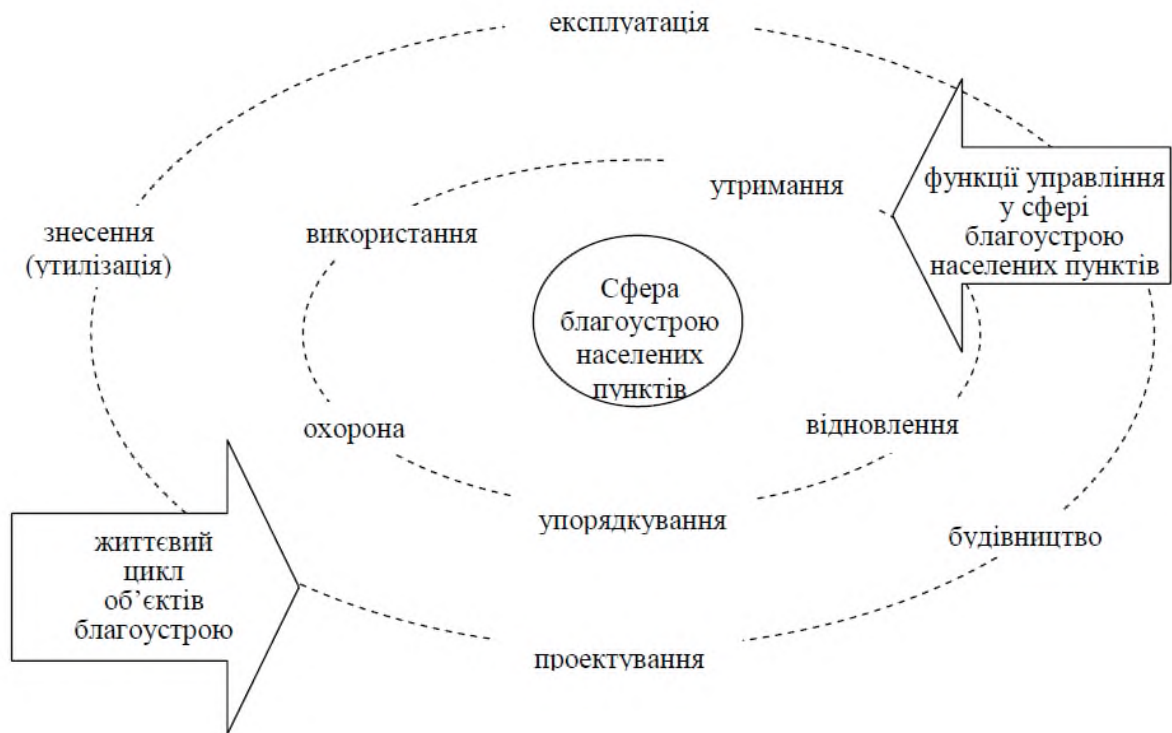 експлуатація
утримання
функції управління
у сфері
благоустрою
населених пунктів
знесення
(утилізація)
використання
Сфера
благоустрою
населених
пунктів
охорона
відновлення
упорядкування
будівництво
життєвий
цикл
об’єктів
благоустрою
проектування